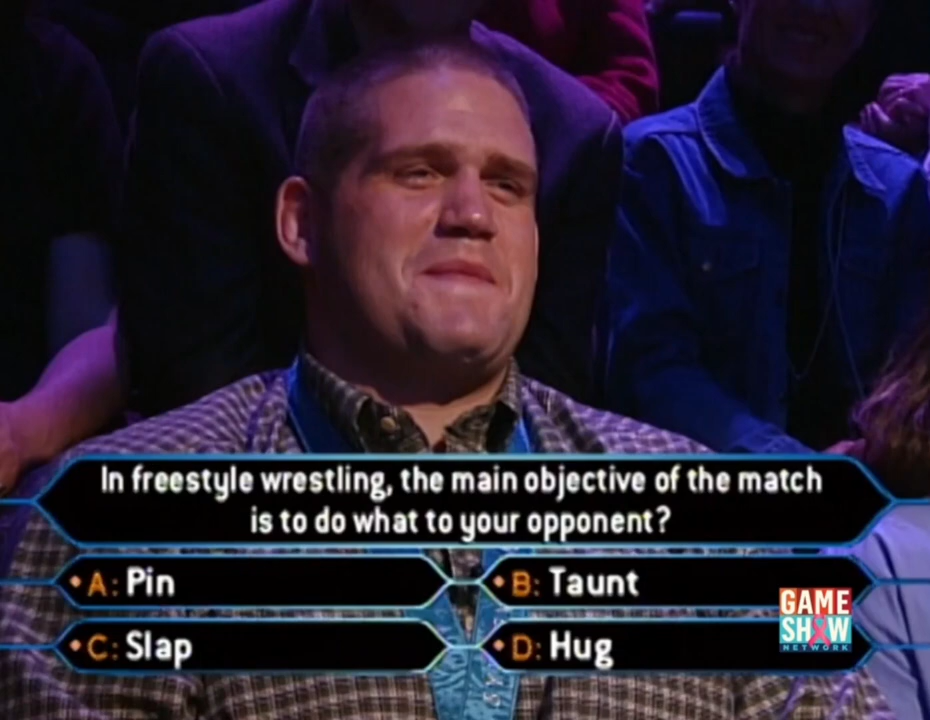 In freestyle wrestling, the main objective of the match
is to do what to your opponent?
A: Pin
B: Taunt
C: Slap
D: Hug
GAME
SHOW
NETWORK